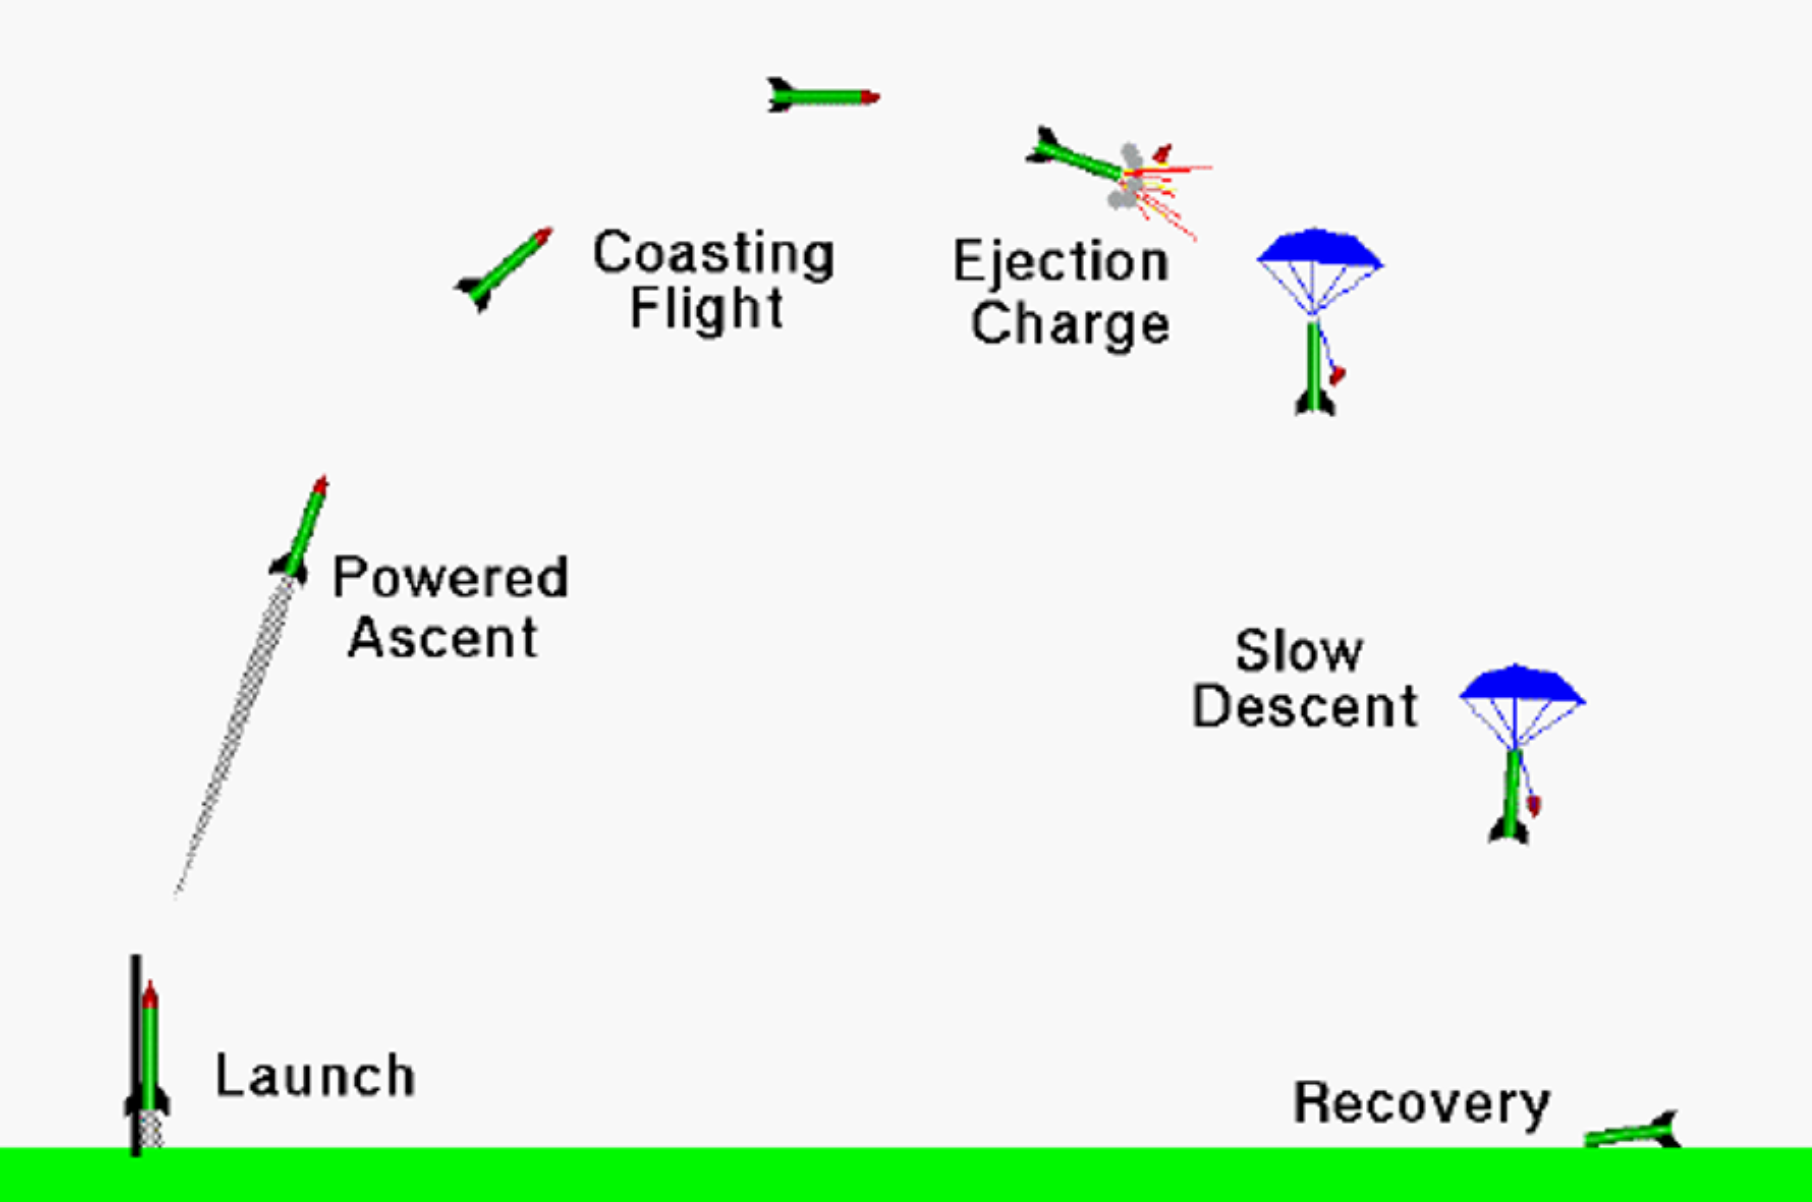 Coasting
Flight
Ejection
Charge
Powered
Ascent
Slow
Descent
Launch
Recovery